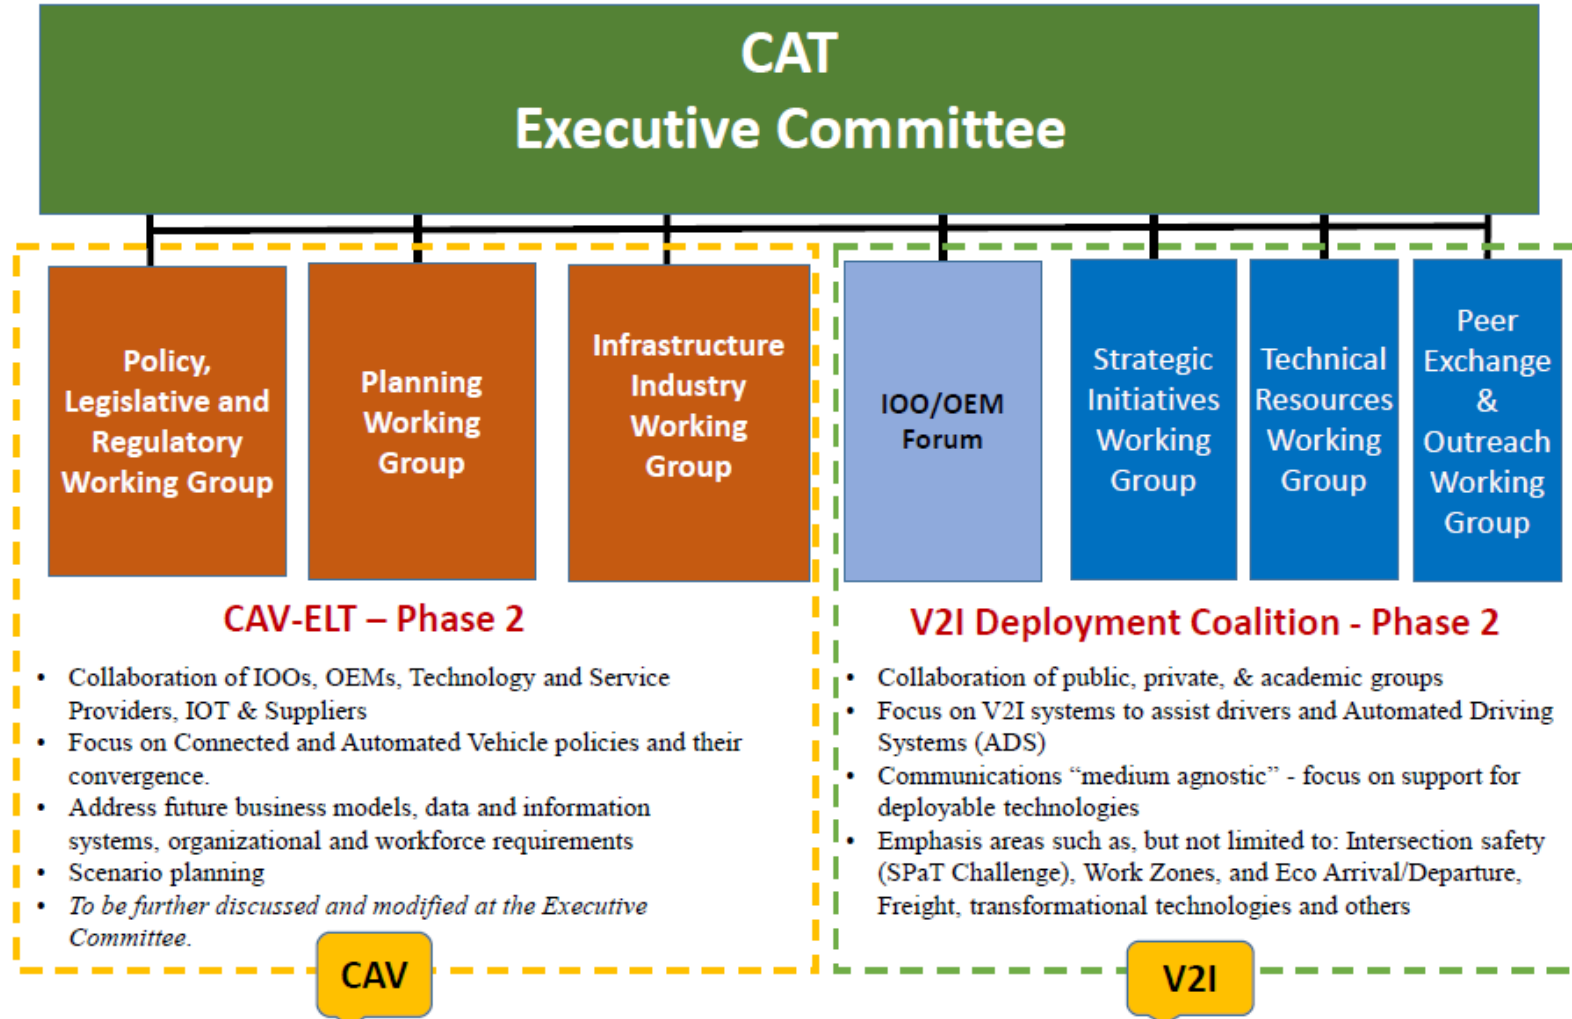 CAT
Executive Committee
Policy,
Legislative and
Regulatory
Working Group
Planning
Working
Group
Infrastructure
Industry
Working
Group
IOO/OEM
Forum
Strategic
Initiatives
Working
Group
Technical
Resources
Working
Group
Peer
Exchange
&
Outreach
Working
Group
CAV-ELT – Phase 2
• Collaboration of IOOs, OEMs, Technology and Service
Providers, IOT & Suppliers
• Focus on Connected and Automated Vehicle policies and their
convergence.
• Address future business models, data and information
systems, organizational and workforce requirements
• Scenario planning
• To be further discussed and modified at the Executive
Committee.
CAV
V2I Deployment Coalition - Phase 2
• Collaboration of public, private, & academic groups
• Focus on V2I systems to assist drivers and Automated Driving
Systems (ADS)
• Communications “medium agnostic” - focus on support for
deployable technologies
• Emphasis areas such as, but not limited to: Intersection safety
(SPaT Challenge), Work Zones, and Eco Arrival/Departure,
Freight, transformational technologies and others
V2I